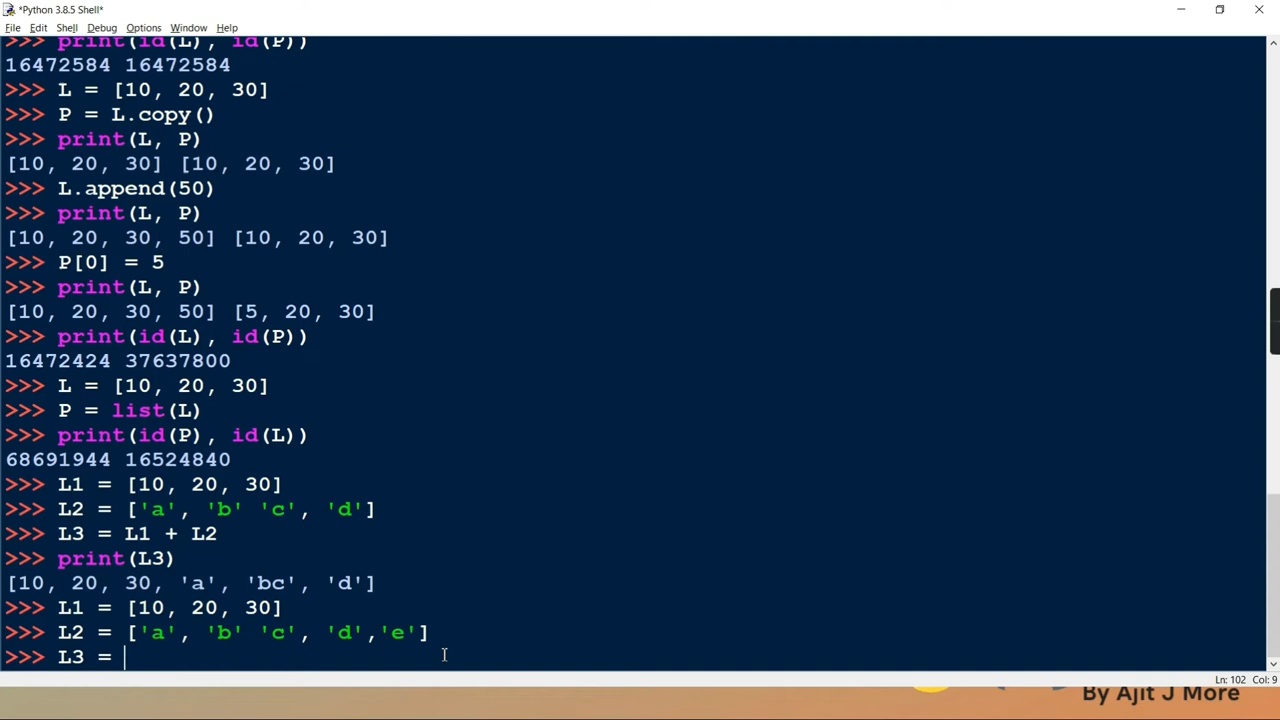 *Python 3.8.5 Shell*
File Edit Shell Debug Options Window Help
>>> print(id(L), id(P))
16472584 16472584
>>> L = [10, 20, 30]
>>> P = L.copy()
>>> print(L, P)
[10, 20, 30] [10, 20, 30]
>>> L.append(50)
>>> print(L, P)
[10, 20, 30, 50] [10, 20, 30]
>>> P[0] = 5
>>> print(L, P)
[10, 20, 30, 50] [5, 20, 30]
>>> print(id(L), id(P))
16472424 37637800
>>> L = [10, 20, 30]
>>> P = list(L)
>>> print(id(P), id(L))
68691944 16524840
>>> L1 = [10, 20, 30]
>>> L2 = ['a', 'b' 'c', 'd']
>>> L3 = L1 + L2
>>> print(L3)
[10, 20, 30, 'a', 'bc', 'd']
>>> L1 = [10, 20, 30]
>>> L2 = ['a', 'b' 'c', 'd','e']
>>> L3 =
Ln: 102 Col: 9
By Ajit J More